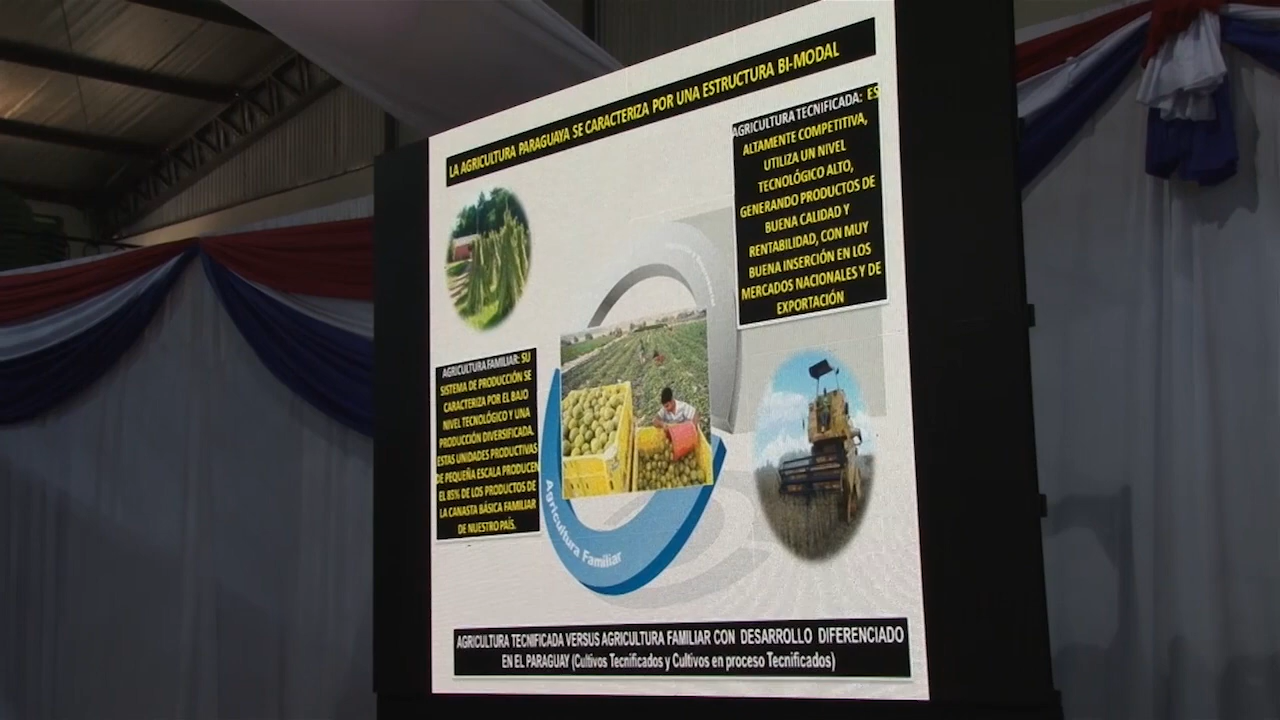 LA AGRICULTURA PARAGUAYA SE CARACTERIZA POR UNA ESTRUCTURA BI-MODAL
AGRICULTURA TECNIFICADA: ES
ALTAMENTE COMPETITIVA,
UTILIZA UN NIVEL
TECNOLÓGICO ALTO,
GENERANDO PRODUCTOS DE
BUENA CALIDAD Y
RENTABILIDAD, CON MUY
BUENA INSERCIÓN EN LOS
MERCADOS NACIONALES Y DE
EXPORTACIÓN
AGRICULTURA FAMILIAR: SU
SISTEMA DE PRODUCCIÓN SE
CARACTERIZA POR EL BAJO
NIVEL TECNOLÓGICO Y UNA
PRODUCCIÓN DIVERSIFICADA.
ESTAS UNIDADES PRODUCTIVAS
DE PEQUEÑA ESCALA PRODUCEN
EL 85% DE LOS PRODUCTOS DE
LA CANASTA BÁSICA FAMILIAR
DE NUESTRO PAÍS.
Agricultura Familiar
AGRICULTURA TECNIFICADA VERSUS AGRICULTURA FAMILIAR CON DESARROLLO DIFERENCIADO
EN EL PARAGUAY (Cultivos Tecnificados y Cultivos en proceso Tecnificados)